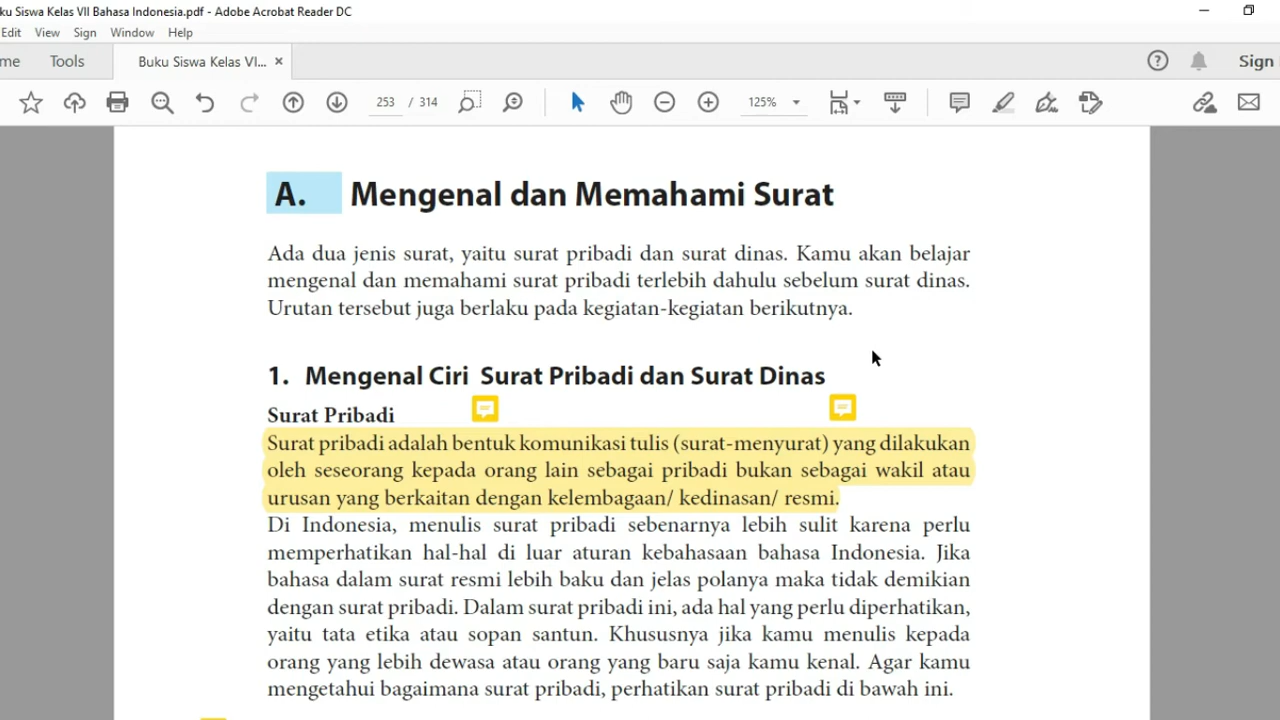 ku Siswa Kelas VII Bahasa Indonesia.pdf - Adobe Acrobat Reader DC
Edit View Sign Window Help
me Tools Buku Siswa Kelas VI... ×
? Sign
253 / 314 125%
A. Mengenal dan Memahami Surat
Ada dua jenis surat, yaitu surat pribadi dan surat dinas. Kamu akan belajar
mengenal dan memahami surat pribadi terlebih dahulu sebelum surat dinas.
Urutan tersebut juga berlaku pada kegiatan-kegiatan berikutnya.
1. Mengenal Ciri Surat Pribadi dan Surat Dinas
Surat Pribadi
Surat pribadi adalah bentuk komunikasi tulis (surat-menyurat) yang dilakukan
oleh seseorang kepada orang lain sebagai pribadi bukan sebagai wakil atau
urusan yang berkaitan dengan kelembagaan/ kedinasan/ resmi.
Di Indonesia, menulis surat pribadi sebenarnya lebih sulit karena perlu
memperhatikan hal-hal di luar aturan kebahasaan bahasa Indonesia. Jika
bahasa dalam surat resmi lebih baku dan jelas polanya maka tidak demikian
dengan surat pribadi. Dalam surat pribadi ini, ada hal yang perlu diperhatikan,
yaitu tata etika atau sopan santun. Khususnya jika kamu menulis kepada
orang yang lebih dewasa atau orang yang baru saja kamu kenal. Agar kamu
mengetahui bagaimana surat pribadi, perhatikan surat pribadi di bawah ini.